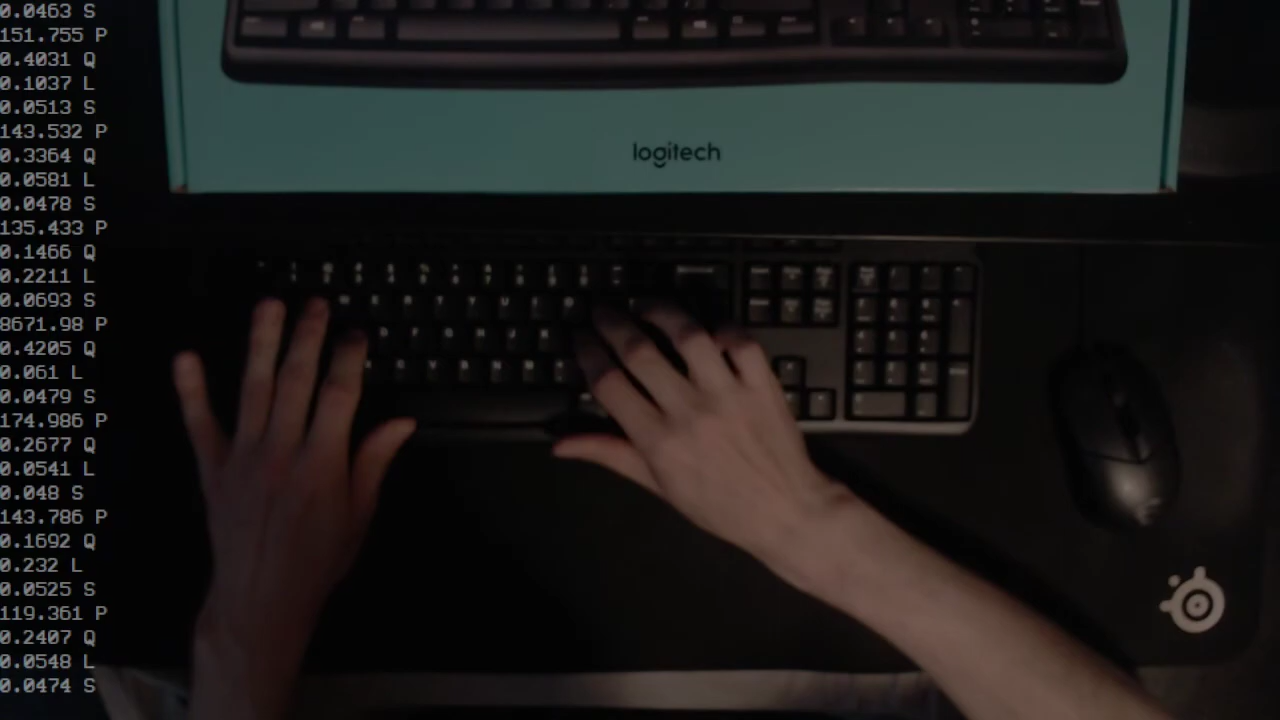 0.0463 S
151.755 P
0.4031 Q
0.1037 L
0.0513 S
143.532 P
0.3364 Q
0.0581 L
0.0478 S
135.433 P
0.1466 Q
0.2211 L
0.0693 S
8671.98 P
0.4205 Q
0.061 L
0.0479 S
174.986 P
0.2677 Q
0.0541 L
0.048 S
143.786 P
0.1692 Q
0.232 L
0.0525 S
119.361 P
0.2407 Q
0.0548 L
0.0474 S
logitech